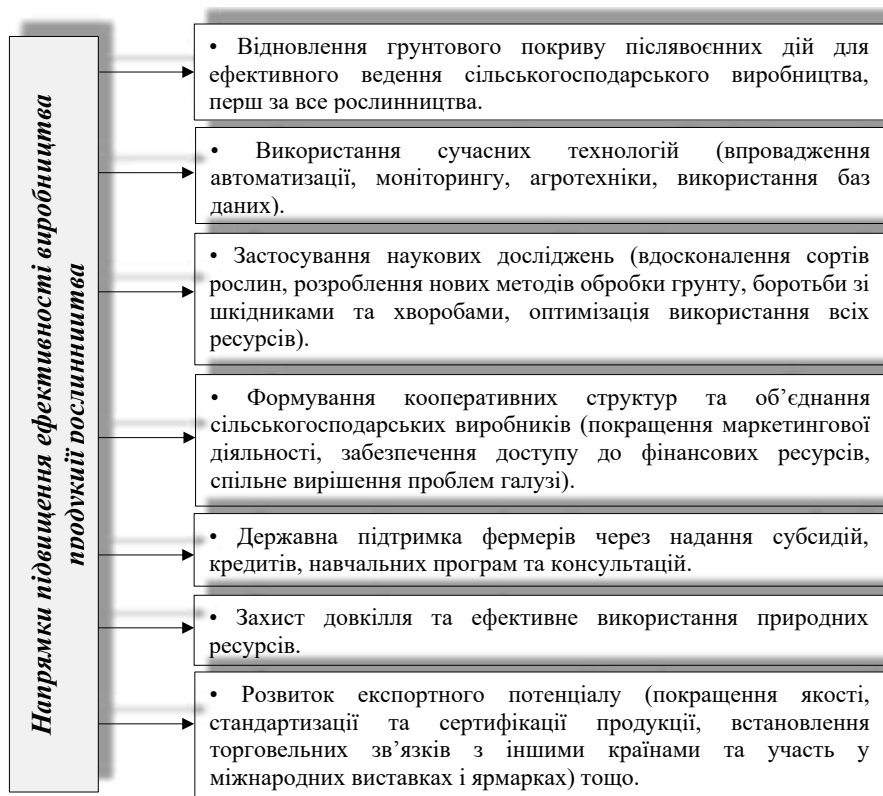 Напрямки підвищення ефективності виробництва
продукції рослинництва
• Відновлення грунтового покриву післявоєнних дій для
ефективного ведення сільськогосподарського виробництва,
перш за все рослинництва.
• Використання сучасних технологій (впровадження
автоматизації, моніторингу, агротехніки, використання баз
даних).
• Застосування наукових досліджень (вдосконалення сортів
рослин, розроблення нових методів обробки грунту, боротьби зі
шкідниками та хворобами, оптимізація використання всіх
ресурсів).
• Формування кооперативних структур та об’єднання
сільськогосподарських виробників (покращення маркетингової
діяльності, забезпечення доступу до фінансових ресурсів,
спільне вирішення проблем галузі).
• Державна підтримка фермерів через надання субсидій,
кредитів, навчальних програм та консультацій.
• Захист довкілля та ефективне використання природних
ресурсів.
• Розвиток експортного потенціалу (покращення якості,
стандартизації та сертифікації продукції, встановлення
торговельних зв’язків з іншими країнами та участь у
міжнародних виставках і ярмарках) тощо.